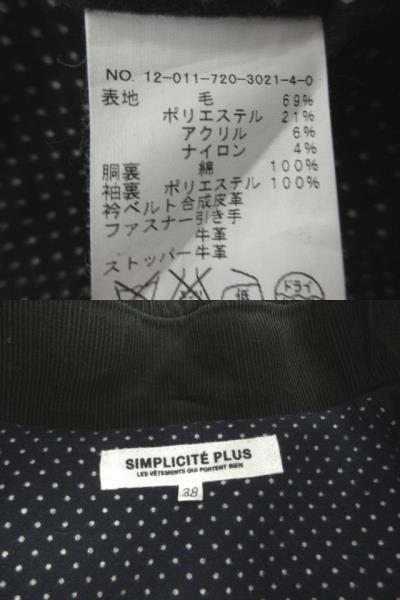 NO. 12-011-720-3021-4-0
表地 毛 69%
ポリエステル 21%
アクリル 6%
ナイロン 4%
胴裏 綿 100%
袖裏 ポリエステル 100%
衿ベルト合成皮革
ファスナー引き手
牛革
ストッパー牛革
低
ドライ
SIMPLICITÉ PLUS
LES VÊTEMENTS QUI PORTENT BIEN
38